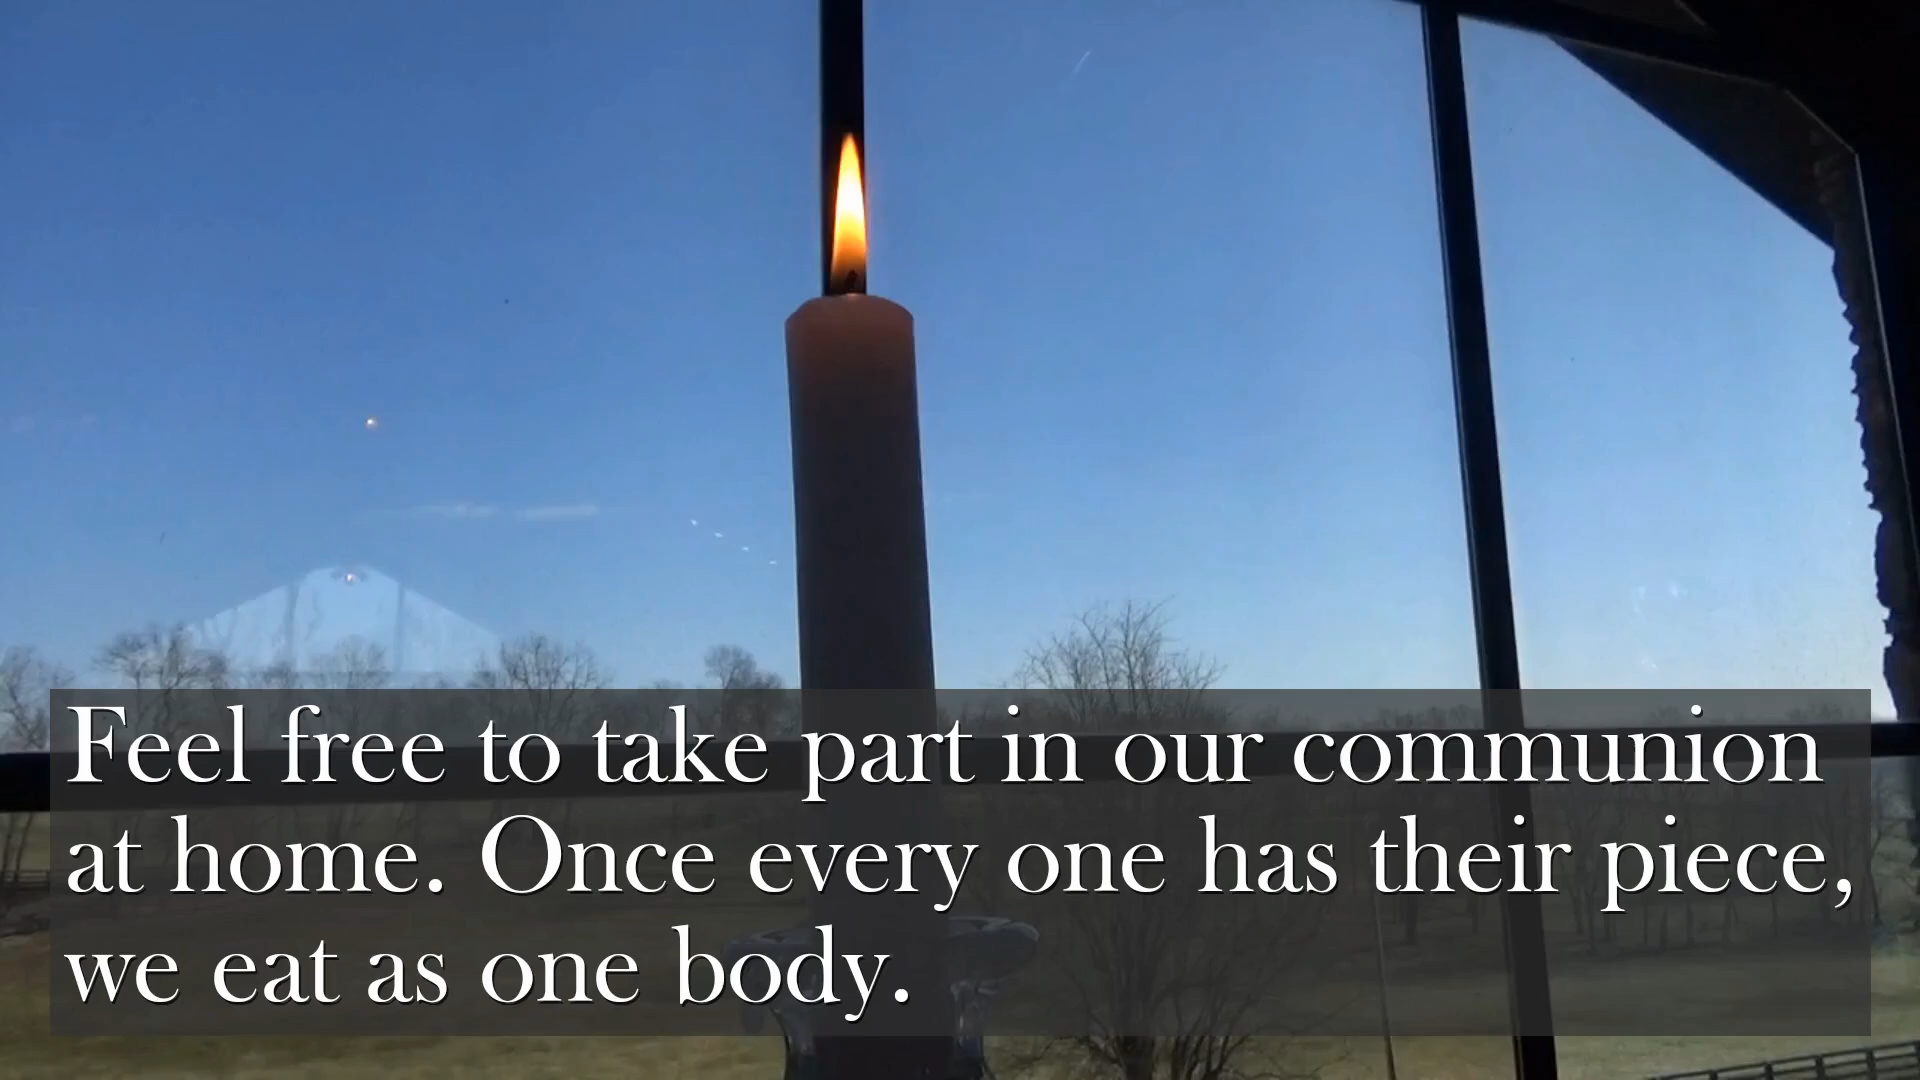 Feel free to take part in our communion
at home. Once every one has their piece,
we eat as one body.